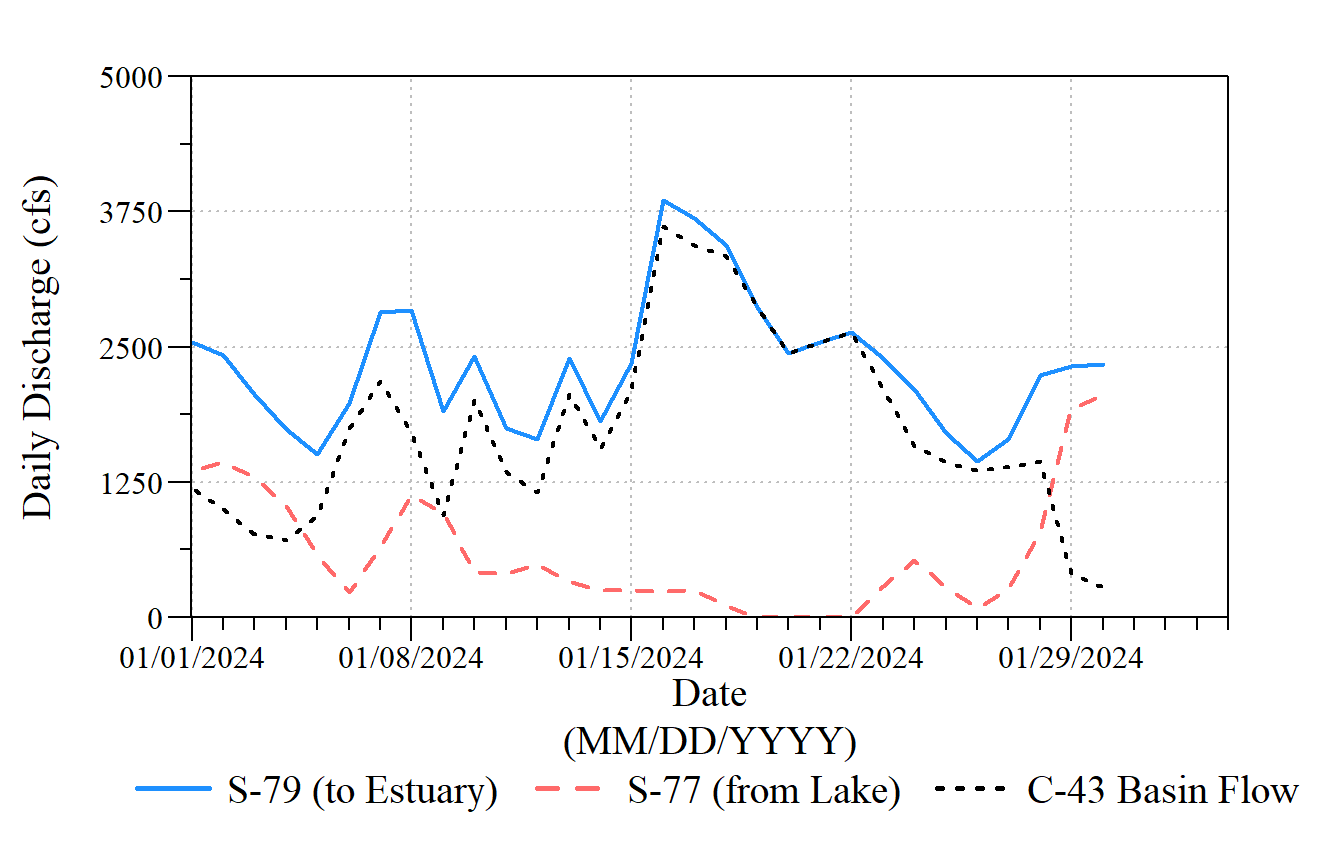 5000
3750
2500
1250
0
Daily Discharge (cfs)
01/01/2024 01/08/2024 01/15/2024 01/22/2024 01/29/2024
Date
(MM/DD/YYYY)
S-79 (to Estuary) S-77 (from Lake) C-43 Basin Flow